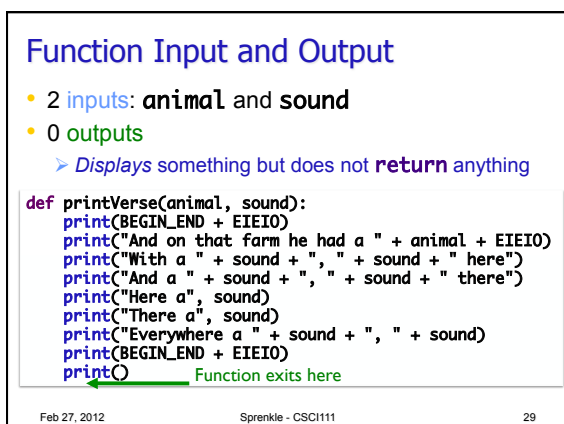 Function Input and Output
• 2 inputs: animal and sound
• 0 outputs
➢ Displays something but does not return anything
def printVerse(animal, sound):
    print(BEGIN_END + EIEIO)
    print("And on that farm he had a " + animal + EIEIO)
    print("With a " + sound + ", " + sound + " here")
    print("And a " + sound + ", " + sound + " there")
    print("Here a", sound)
    print("There a", sound)
    print("Everywhere a " + sound + ", " + sound)
    print(BEGIN_END + EIEIO)
    print()
Function exits here
Feb 27, 2012 Sprenkle - CSCI111 29